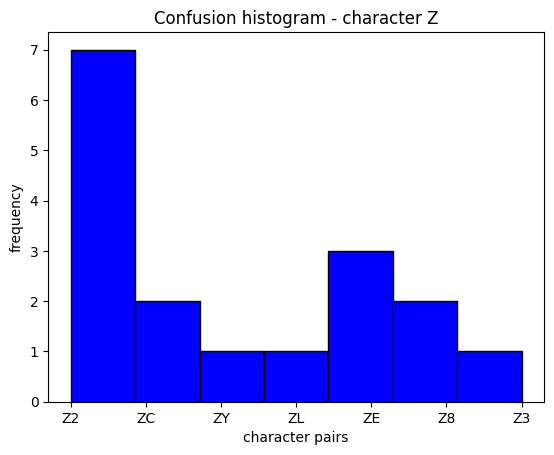 Confusion histogram - character Z
frequency
7
6
5
4
3
2
1
0
Z2 ZC ZY ZL ZE Z8 Z3
character pairs